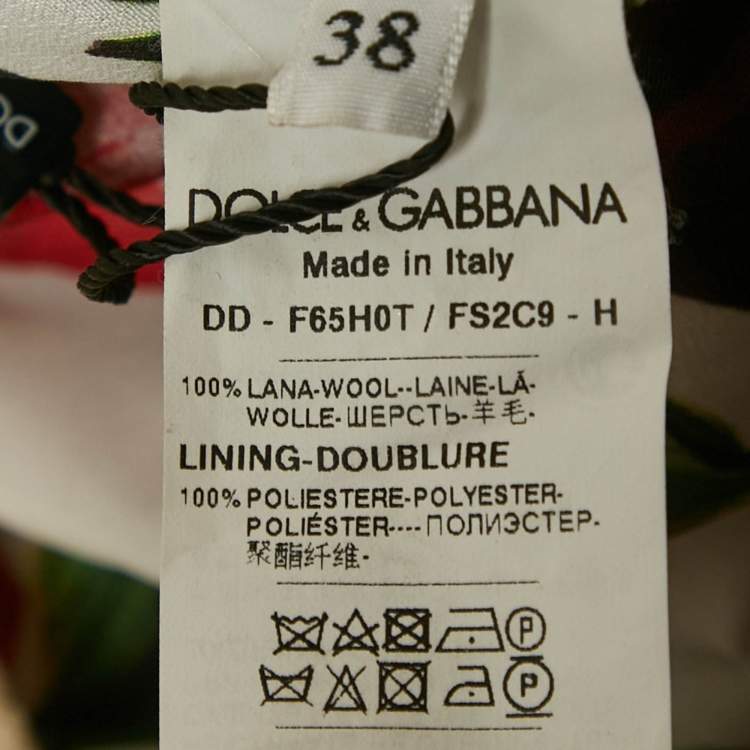 38
DOLCE & GABBANA
Made in Italy
DD - F65H0T / FS2C9 - H
100% LANA-WOOL--LAINE-LÃ-
WOLLE-ШЕРСТЬ-羊毛-
LINING-DOUBLURE
100% POLIESTERE-POLYESTER-
POLIÉSTER----ПОЛИЭСТЕР-
聚酯纤维-
P
P
DO